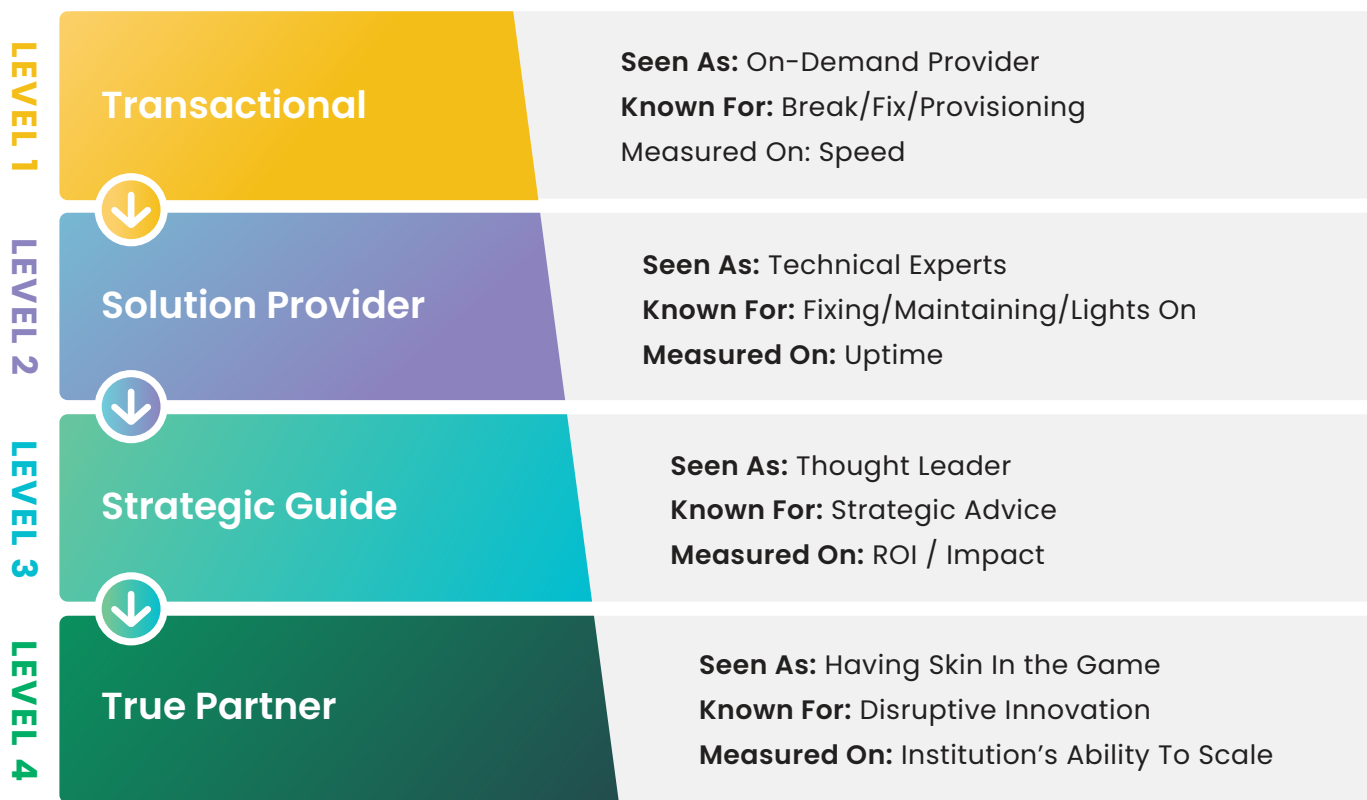 LEVEL 1
Transactional
Seen As: On-Demand Provider
Known For: Break/Fix/Provisioning
Measured On: Speed
LEVEL 2
Solution Provider
Seen As: Technical Experts
Known For: Fixing/Maintaining/Lights On
Measured On: Uptime
LEVEL 3
Strategic Guide
Seen As: Thought Leader
Known For: Strategic Advice
Measured On: ROI / Impact
LEVEL 4
True Partner
Seen As: Having Skin In the Game
Known For: Disruptive Innovation
Measured On: Institution’s Ability To Scale